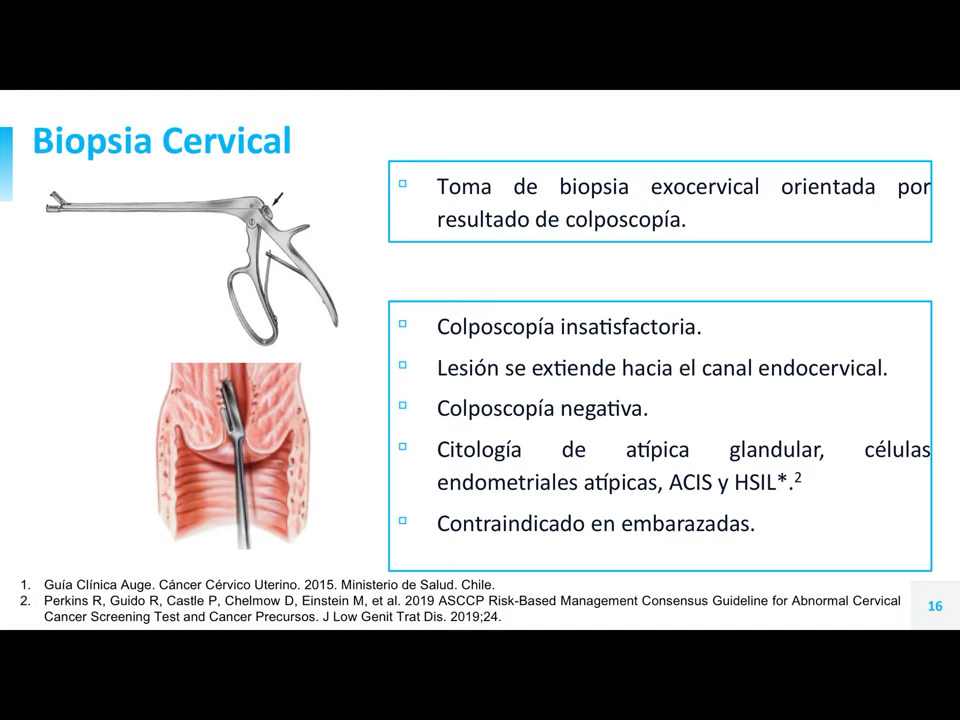 Biopsia Cervical
▫ Toma de biopsia exocervical orientada por
resultado de colposcopía.
▫ Colposcopía insatisfactoria.
▫ Lesión se extiende hacia el canal endocervical.
▫ Colposcopía negativa.
▫ Citología de atípica glandular, células
endometriales atípicas, ACIS y HSIL*.²
▫ Contraindicado en embarazadas.
1. Guía Clínica Auge. Cáncer Cérvico Uterino. 2015. Ministerio de Salud. Chile.
2. Perkins R, Guido R, Castle P, Chelmow D, Einstein M, et al. 2019 ASCCP Risk-Based Management Consensus Guideline for Abnormal Cervical
Cancer Screening Test and Cancer Precursos. J Low Genit Trat Dis. 2019;24.
16